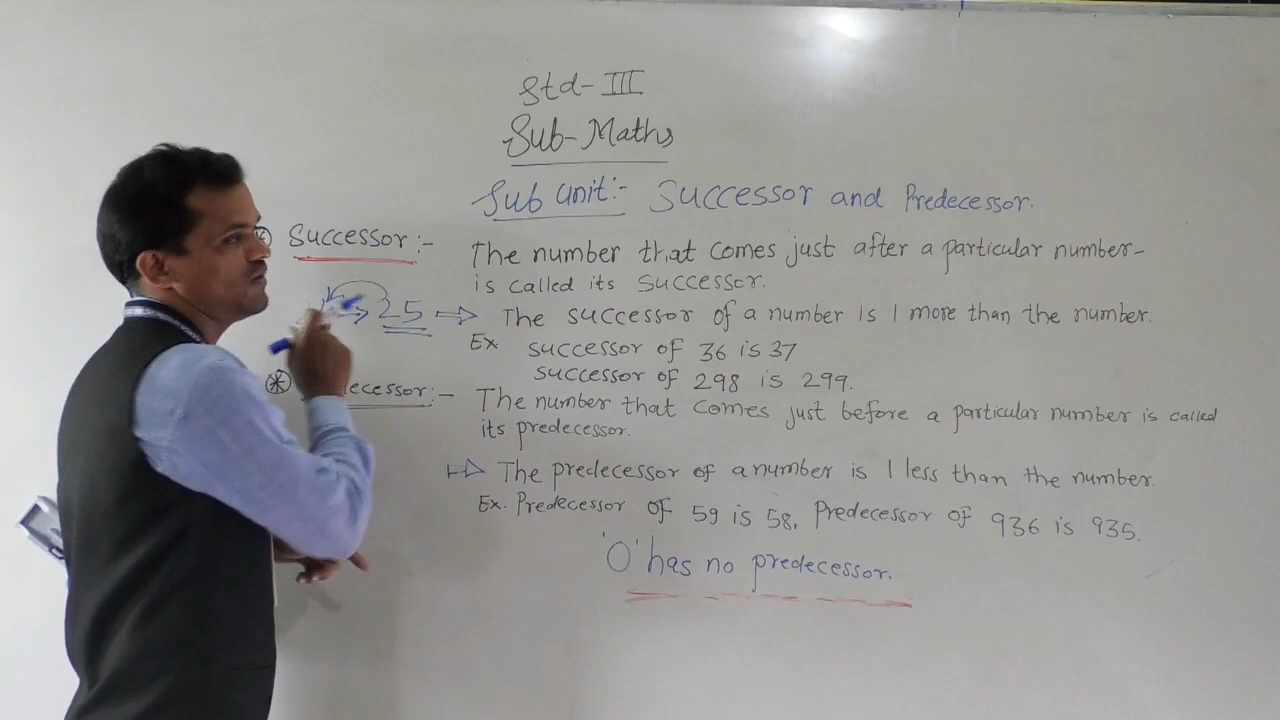 Std-III
Sub-Maths
Sub unit:- Successor and Predecessor.
Successor:- The number that comes just after a particular number-
is called its successor.
25 ⇒ The successor of a number is 1 more than the number.
Ex successor of 36 is 37
successor of 298 is 299.
ecessor:- The number that comes just before a particular number is called
its predecessor.
⇒ The predecessor of a number is 1 less than the number.
Ex. Predecessor of 59 is 58, Predecessor of 936 is 935.
'0' has no predecessor.